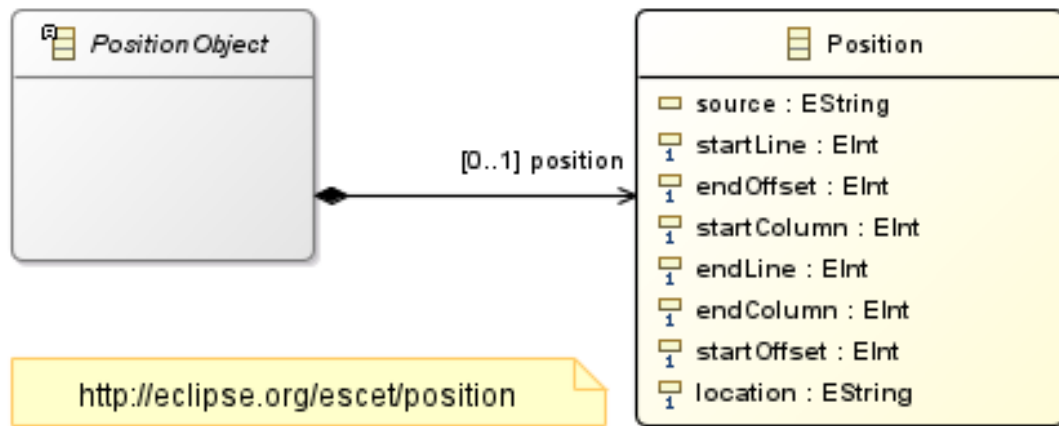 PositionObject
Position
source : EString
startLine : EInt
endOffset : EInt
startColumn : EInt
endLine : EInt
endColumn : EInt
startOffset : EInt
location : EString
[0..1] position
http://eclipse.org/escet/position